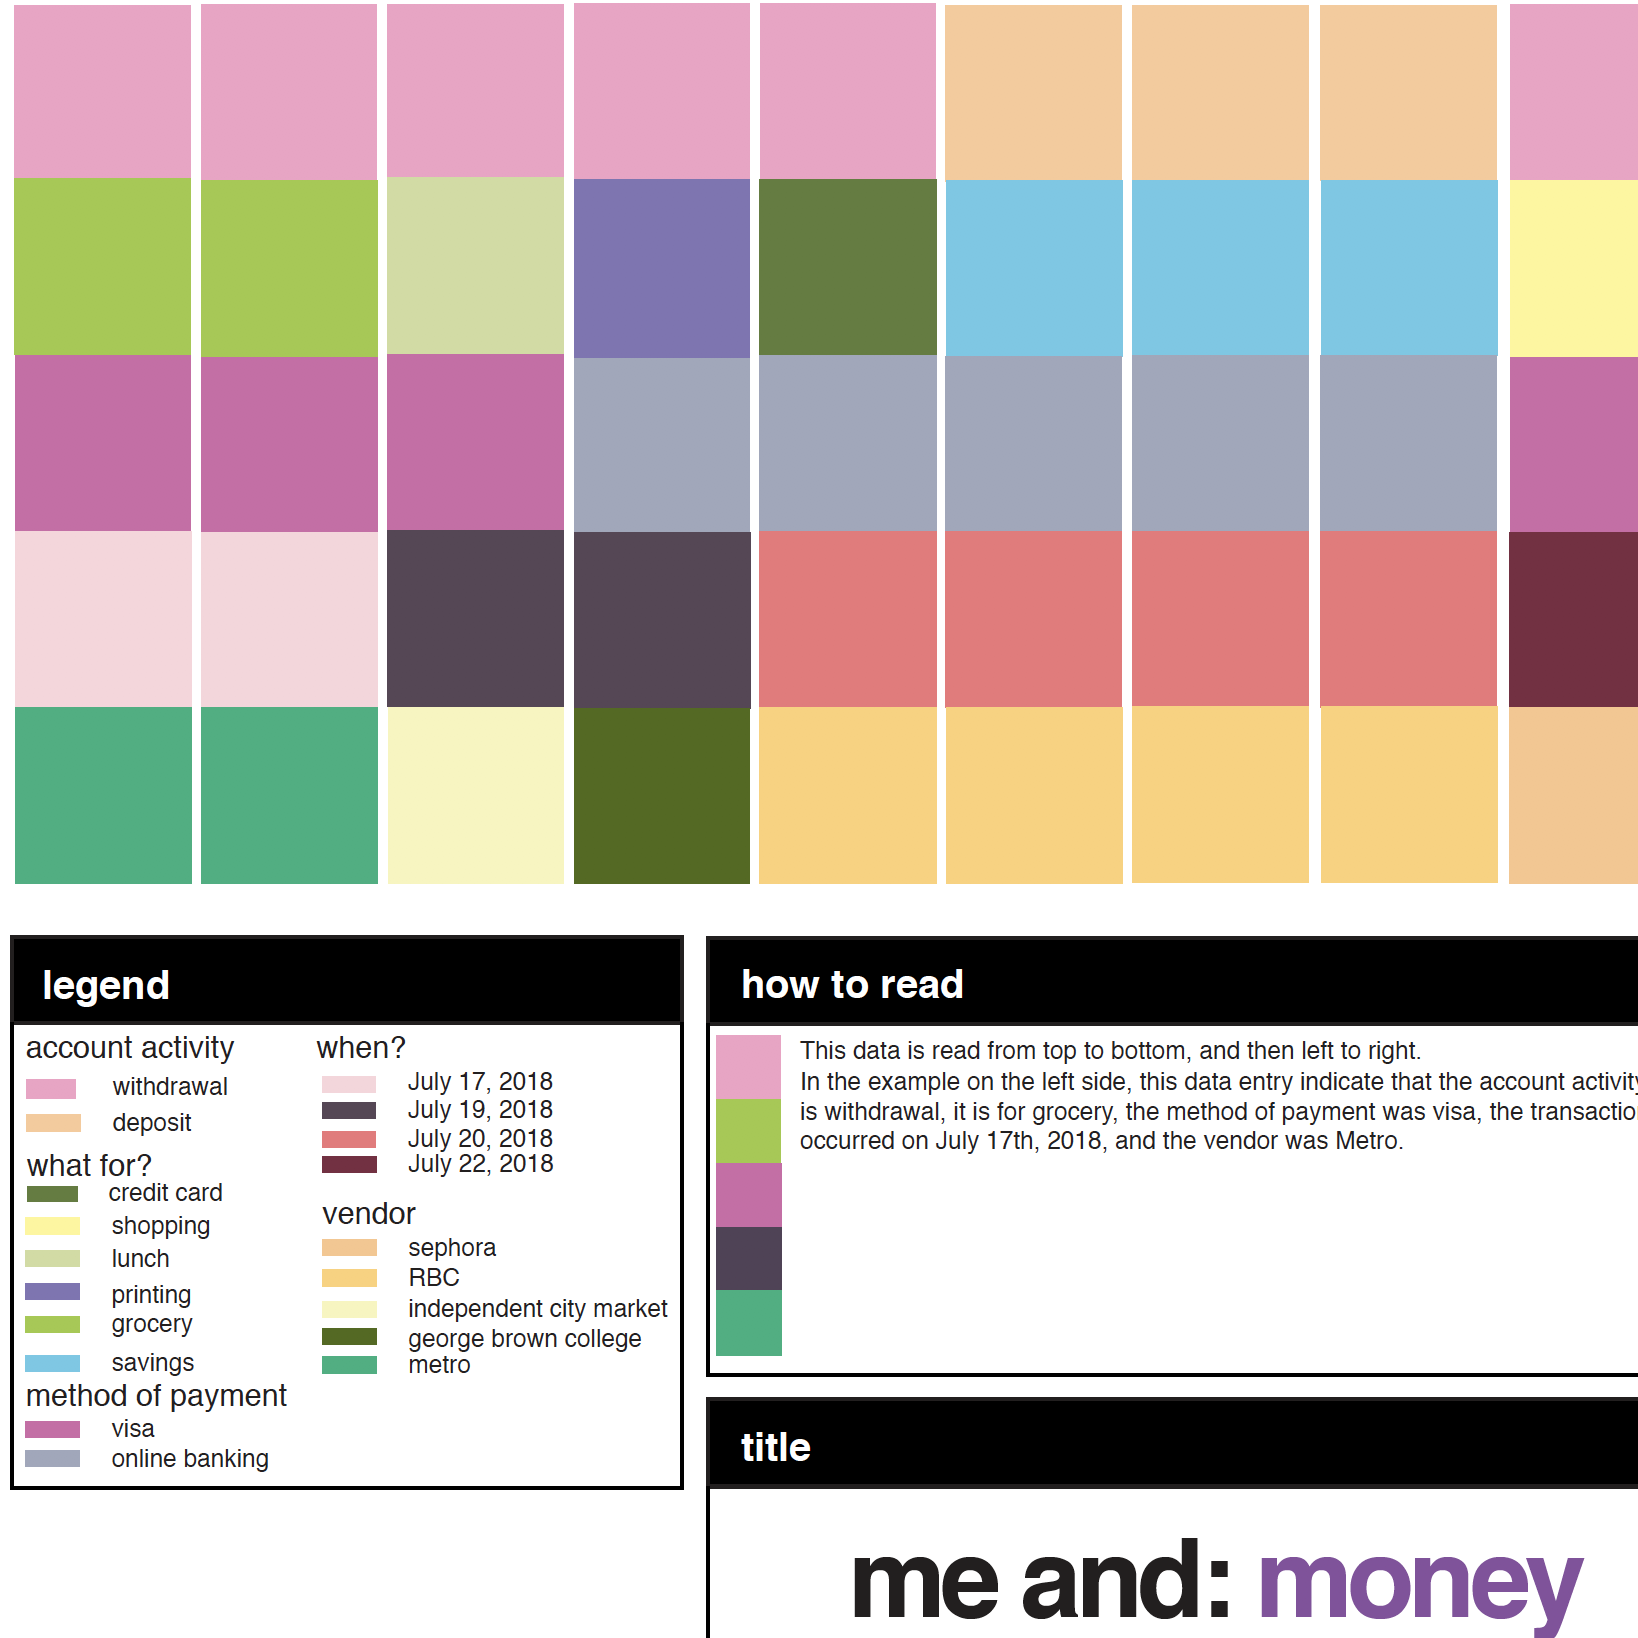 legend
account activity
withdrawal
deposit
what for?
credit card
shopping
lunch
printing
grocery
savings
method of payment
visa
online banking
when?
July 17, 2018
July 19, 2018
July 20, 2018
July 22, 2018
vendor
sephora
RBC
independent city market
george brown college
metro
how to read
This data is read from top to bottom, and then left to right.
In the example on the left side, this data entry indicate that the account activity
is withdrawal, it is for grocery, the method of payment was visa, the transactio
occurred on July 17th, 2018, and the vendor was Metro.
title
me and: money